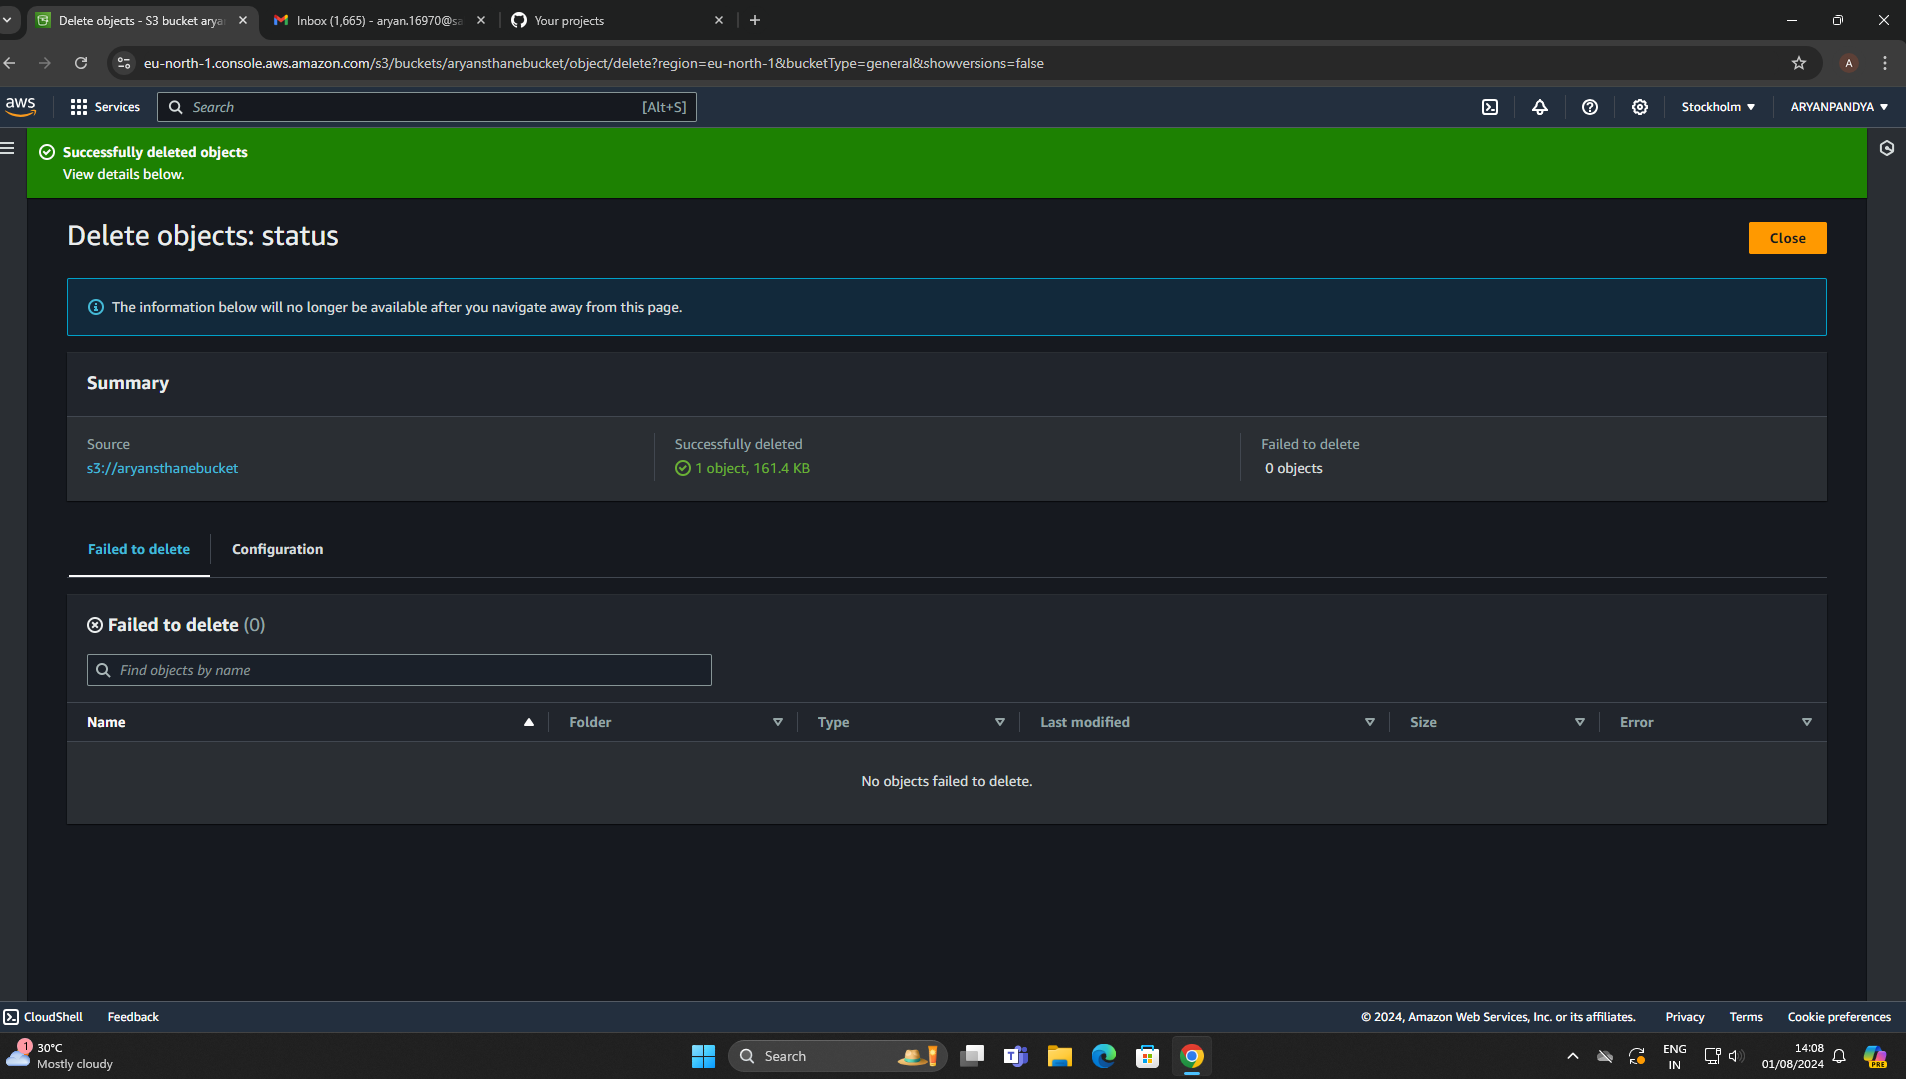 Delete objects - S3 bucket arya
Inbox (1,665) - aryan.16970@sa
Your projects
eu-north-1.console.aws.amazon.com/s3/buckets/aryansthanebucket/object/delete?region=eu-north-1&bucketType=general&showversions=false
A
aws
Services
Search
[Alt+S]
Stockholm
ARYANPANDYA
Successfully deleted objects
View details below.
Delete objects: status
Close
The information below will no longer be available after you navigate away from this page.
Summary
Source
s3://aryansthanebucket
Successfully deleted
1 object, 161.4 KB
Failed to delete
0 objects
Failed to delete
Configuration
Failed to delete (0)
Find objects by name
Name
Folder
Type
Last modified
Size
Error
No objects failed to delete.
CloudShell
Feedback
© 2024, Amazon Web Services, Inc. or its affiliates.
Privacy
Terms
Cookie preferences
1
30°C
Mostly cloudy
Search
ENG
IN
14:08
01/08/2024
PRE